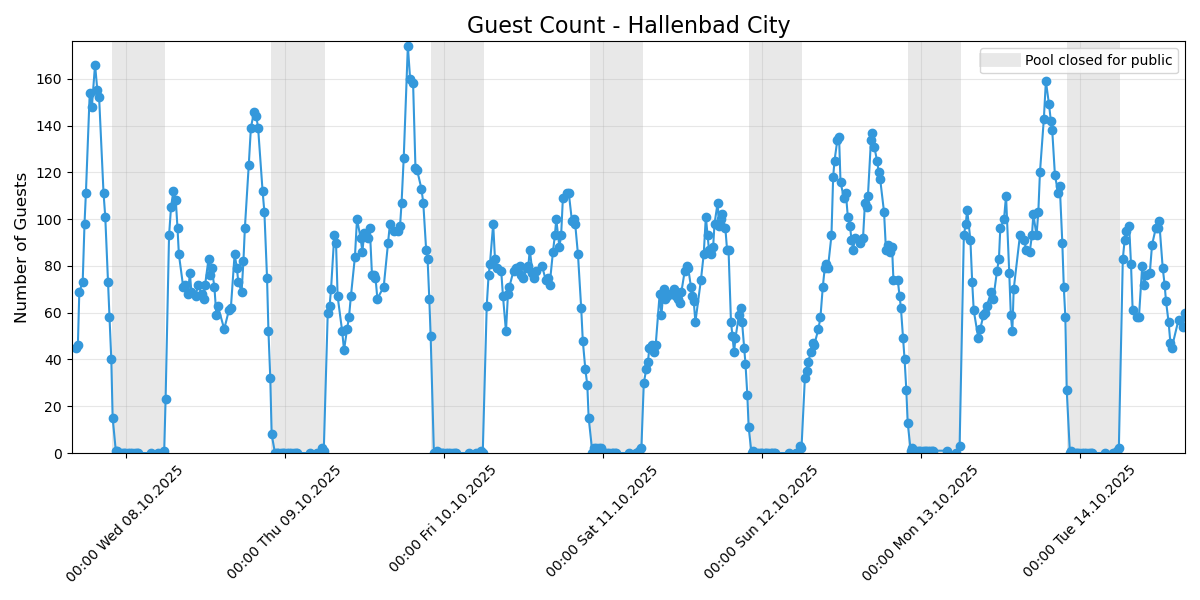 Guest Count - Hallenbad City
Pool closed for public
Number of Guests
160
140
120
100
80
60
40
20
0
00:00 Wed 08.10.2025
00:00 Thu 09.10.2025
00:00 Fri 10.10.2025
00:00 Sat 11.10.2025
00:00 Sun 12.10.2025
00:00 Mon 13.10.2025
00:00 Tue 14.10.2025